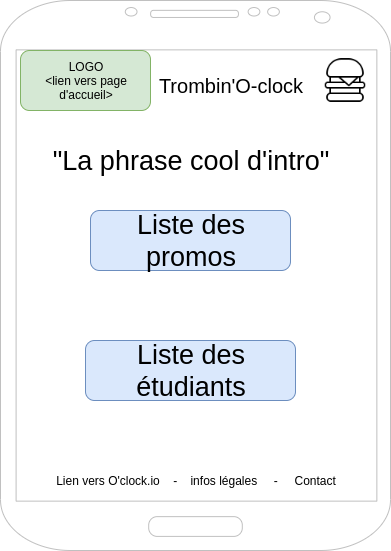 LOGO
<lien vers page
d'accueil>
Trombin'O-clock
"La phrase cool d'intro"
Liste des
promos
Liste des
étudiants
Lien vers O'clock.io - infos légales - Contact